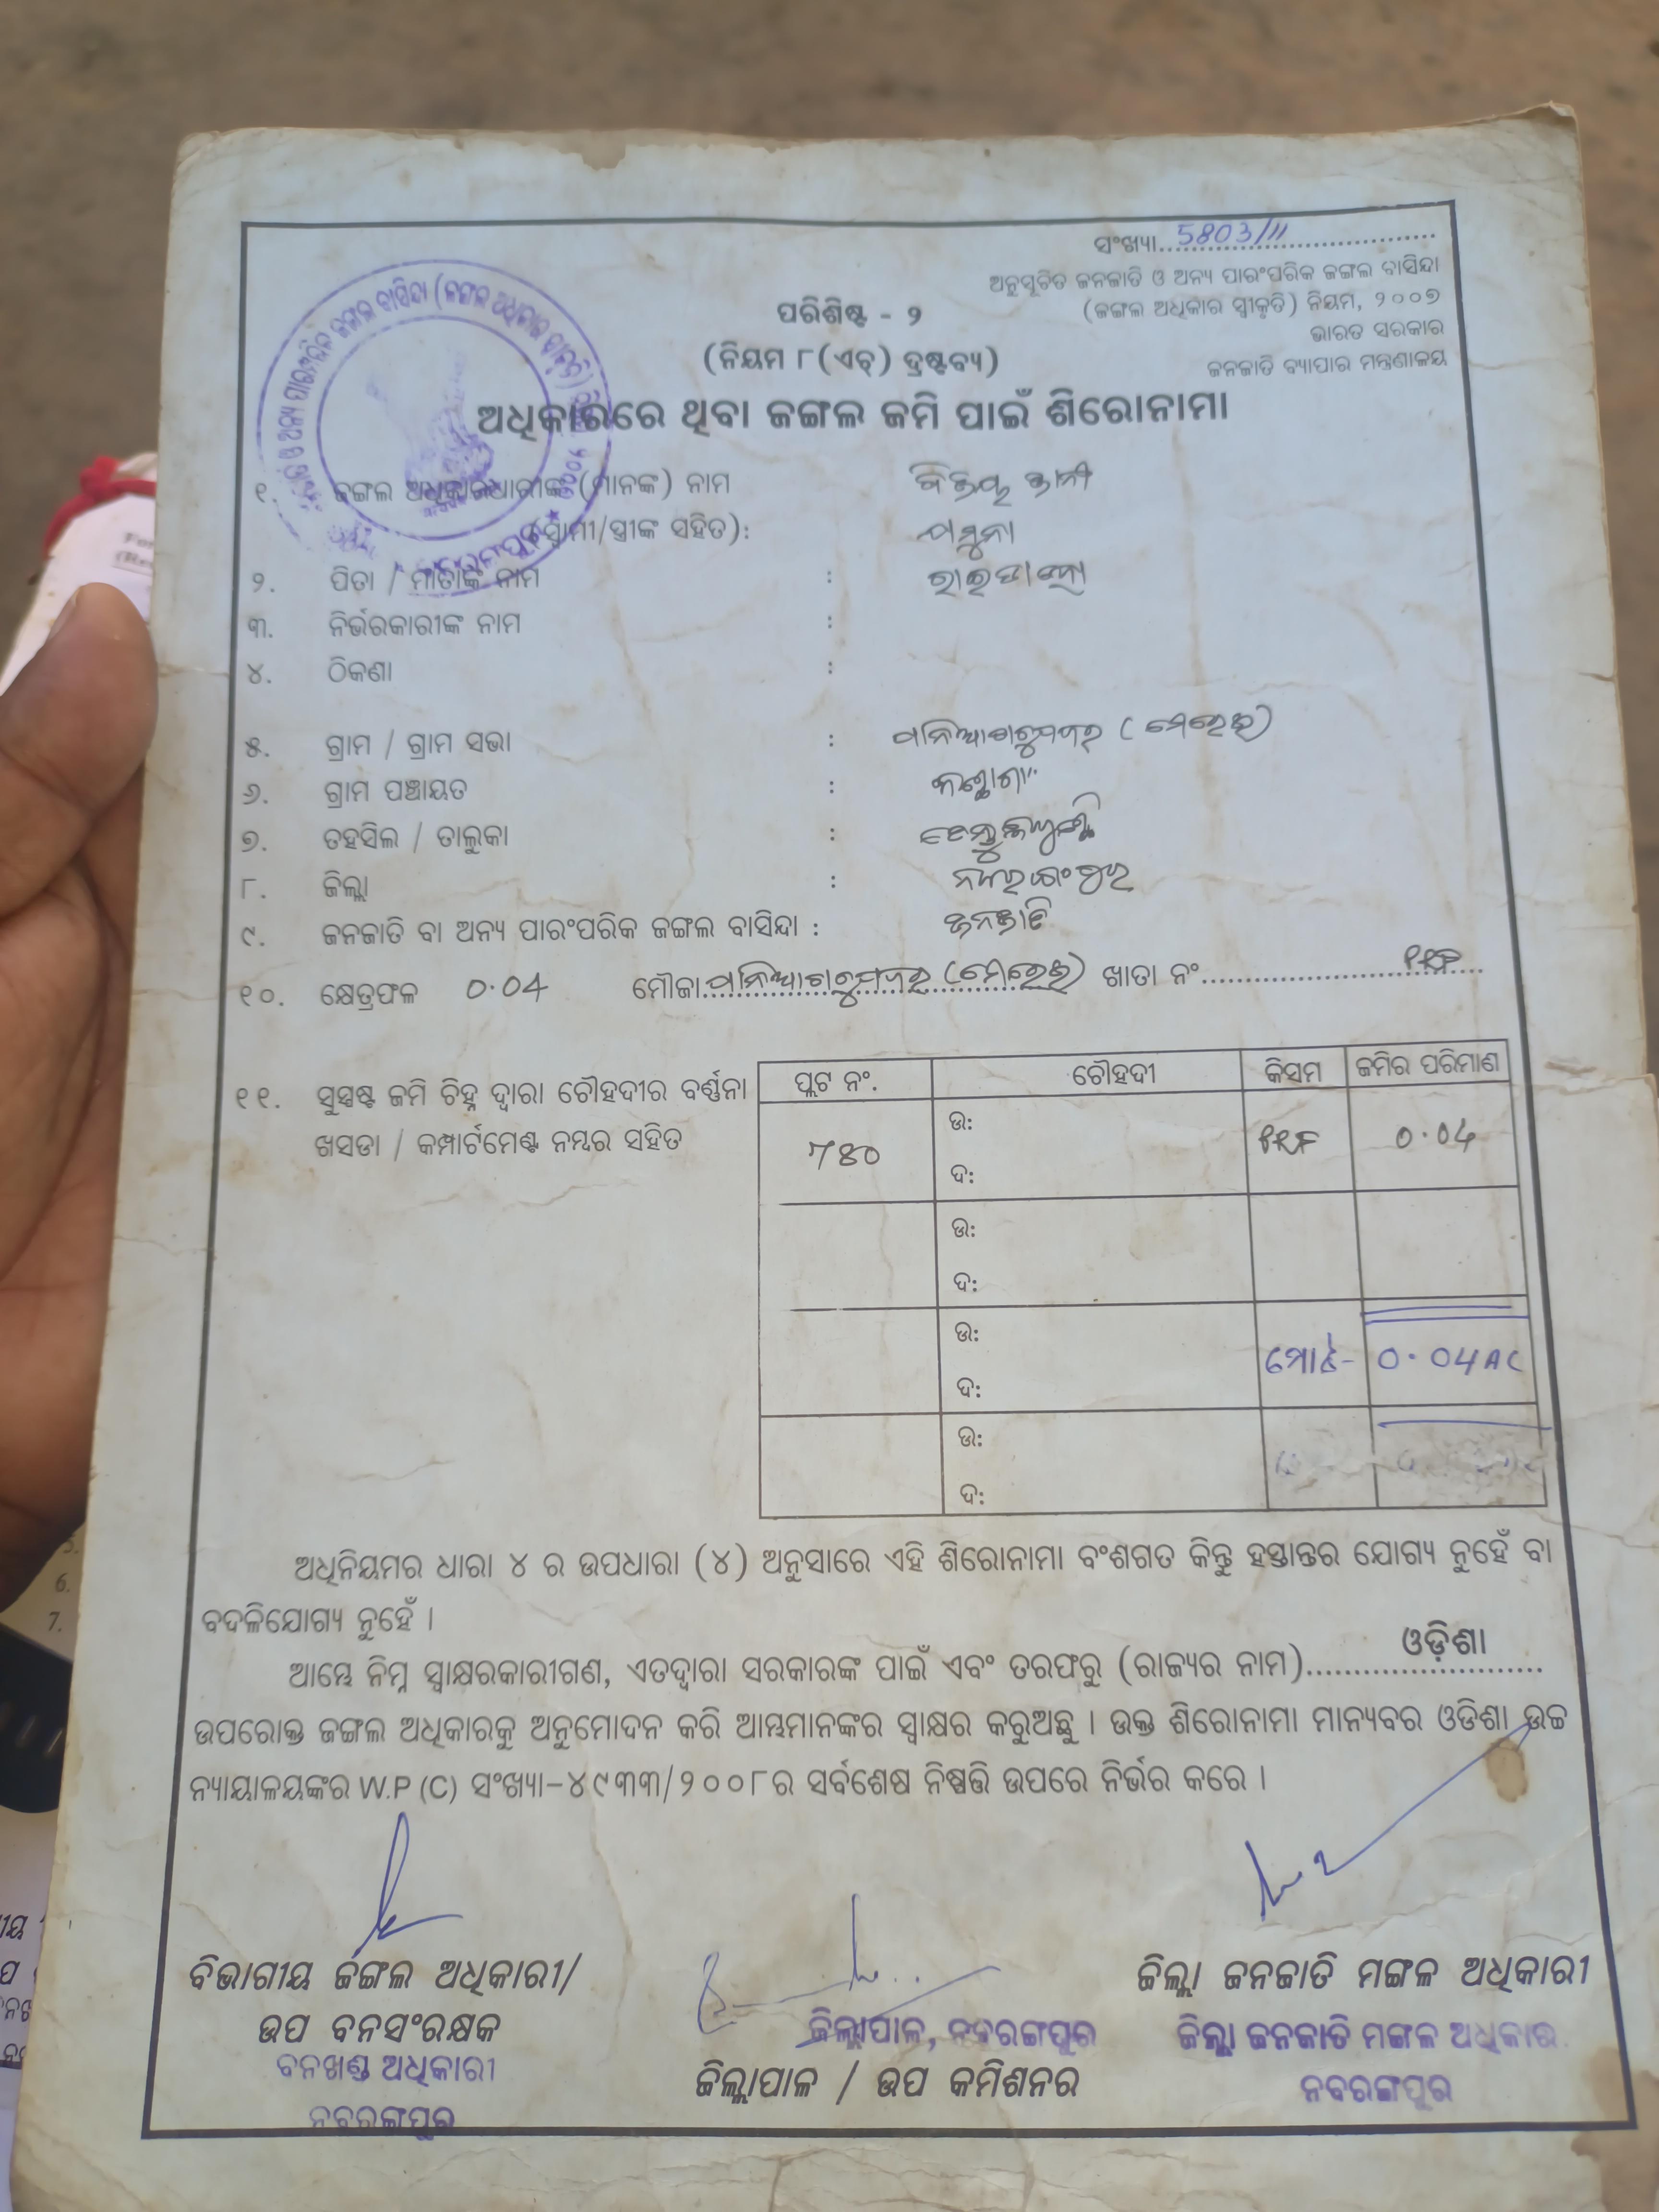 ସଂଖ୍ୟା 5803/11
ଅନୁସୂଚିତ ଜନଜାତି ଓ ଅନ୍ୟ ପାରଂପରିକ ଜଙ୍ଗଲ ବାସିନ୍ଦା
(ଜଙ୍ଗଲ ଅଧିକାର ସ୍ୱୀକୃତି) ନିୟମ, ୨୦୦୭
ଭାରତ ସରକାର
ଜନଜାତି ବ୍ୟାପାର ମନ୍ତ୍ରଣାଳୟ
ପରିଶିଷ୍ଟ - ୨
(ନିୟମ ୮(ଏଚ୍) ଦ୍ରଷ୍ଟବ୍ୟ)
ଅଧିକାରରେ ଥିବା ଜଙ୍ଗଲ ଜମି ପାଇଁ ଶିରୋନାମା
୧. ଜଙ୍ଗଲ ଅଧିକାରଧାରୀଙ୍କ (ମାନଙ୍କ) ନାମ
(ସ୍ୱାମୀ/ସ୍ତ୍ରୀଙ୍କ ସହିତ):
୨. ପିତା / ମାତାଙ୍କ ନାମ :
୩. ନିର୍ଭରକାରୀଙ୍କ ନାମ :
୪. ଠିକଣା :
୫. ଗ୍ରାମ / ଗ୍ରାମ ସଭା :
୬. ଗ୍ରାମ ପଞ୍ଚାୟତ :
୭. ତହସିଲ / ତାଲୁକା :
୮. ଜିଲ୍ଲା : ନବରଙ୍ଗପୁର
୯. ଜନଜାତି ବା ଅନ୍ୟ ପାରଂପରିକ ଜଙ୍ଗଲ ବାସିନ୍ଦା : ଜନଜାତି
୧୦. କ୍ଷେତ୍ରଫଳ 0.04 ମୌଜା ଖାତା ନଂ PRF
୧୧. ସୁସ୍ପଷ୍ଟ ଜମି ଚିହ୍ନ ଦ୍ୱାରା ଚୌହଦୀର ବର୍ଣ୍ଣନା
ଖସଡା / କମ୍ପାର୍ଟମେଣ୍ଟ ନମ୍ବର ସହିତ
ପ୍ଲଟ ନଂ. ଚୌହଦୀ କିସମ ଜମିର ପରିମାଣ
780 ଉ: PRF 0.04
ଦ:
ଉ:
ଦ:
ଉ: ମୋଟ- 0.04AC
ଦ:
ଉ:
ଦ:
ଅଧିନିୟମର ଧାରା ୪ ର ଉପଧାରା (୪) ଅନୁସାରେ ଏହି ଶିରୋନାମା ବଂଶଗତ କିନ୍ତୁ ହସ୍ତାନ୍ତର ଯୋଗ୍ୟ ନୁହେଁ ବା
ବଦଳିଯୋଗ୍ୟ ନୁହେଁ ।
ଆମ୍ଭେ ନିମ୍ନ ସ୍ୱାକ୍ଷରକାରୀଗଣ, ଏତଦ୍ୱାରା ସରକାରଙ୍କ ପାଇଁ ଏବଂ ତରଫରୁ (ରାଜ୍ୟର ନାମ) ଓଡ଼ିଶା
ଉପରୋକ୍ତ ଜଙ୍ଗଲ ଅଧିକାରକୁ ଅନୁମୋଦନ କରି ଆମ୍ଭମାନଙ୍କର ସ୍ୱାକ୍ଷର କରୁଅଛୁ । ଉକ୍ତ ଶିରୋନାମା ମାନ୍ୟବର ଓଡିଶା ଉଚ୍ଚ
ନ୍ୟାୟାଳୟଙ୍କର W.P (C) ସଂଖ୍ୟା-୪୯୩୩/୨୦୦୮ର ସର୍ବଶେଷ ନିଷ୍ପତ୍ତି ଉପରେ ନିର୍ଭର କରେ ।
ବିଭାଗୀୟ ଜଙ୍ଗଲ ଅଧିକାରୀ/
ଉପ ବନସଂରକ୍ଷକ
ବନଖଣ୍ଡ ଅଧିକାରୀ
ନବରଙ୍ଗପୁର
ଜିଲ୍ଲାପାଳ, ନବରଙ୍ଗପୁର
ଜିଲ୍ଲାପାଳ / ଉପ କମିଶନର
ଜିଲ୍ଲା ଜନଜାତି ମଙ୍ଗଳ ଅଧିକାରୀ
ଜିଲ୍ଲା ଜନଜାତି ମଙ୍ଗଳ ଅଧିକାରୀ
ନବରଙ୍ଗପୁର